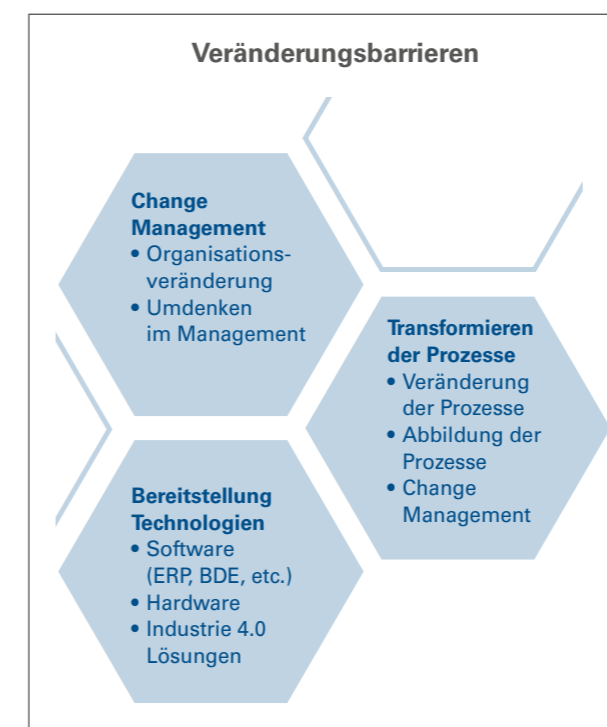 Veränderungsbarrieren
Change
Management
• Organisations-
veränderung
• Umdenken
im Management
Transformieren
der Prozesse
• Veränderung
der Prozesse
• Abbildung der
Prozesse
• Change
Management
Bereitstellung
Technologien
• Software
(ERP, BDE, etc.)
• Hardware
• Industrie 4.0
Lösungen